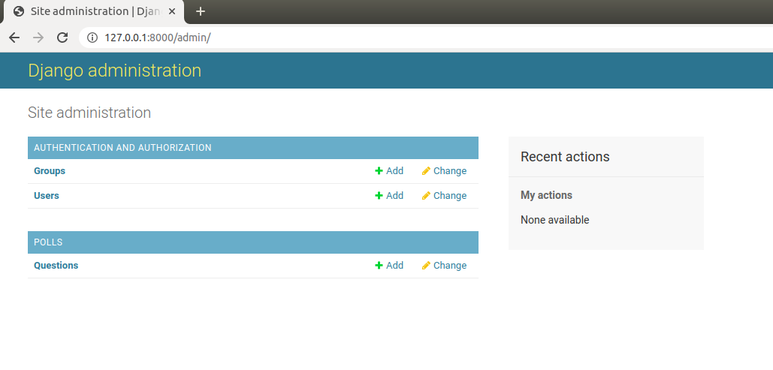 Site administration | Djan
127.0.0.1:8000/admin/
Django administration
Site administration
AUTHENTICATION AND AUTHORIZATION
Groups Add Change
Users Add Change
POLLS
Questions Add Change
Recent actions
My actions
None available